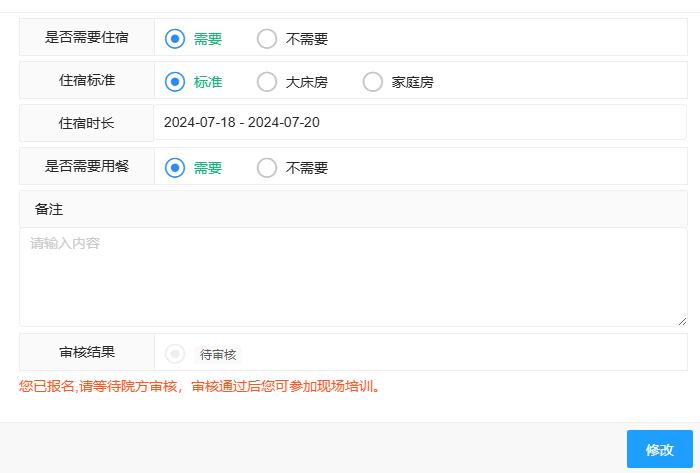 是否需要住宿 需要 不需要
住宿标准 标准 大床房 家庭房
住宿时长 2024-07-18 - 2024-07-20
是否需要用餐 需要 不需要
备注
请输入内容
审核结果 待审核
您已报名,请等待院方审核，审核通过后您可参加现场培训。
修改